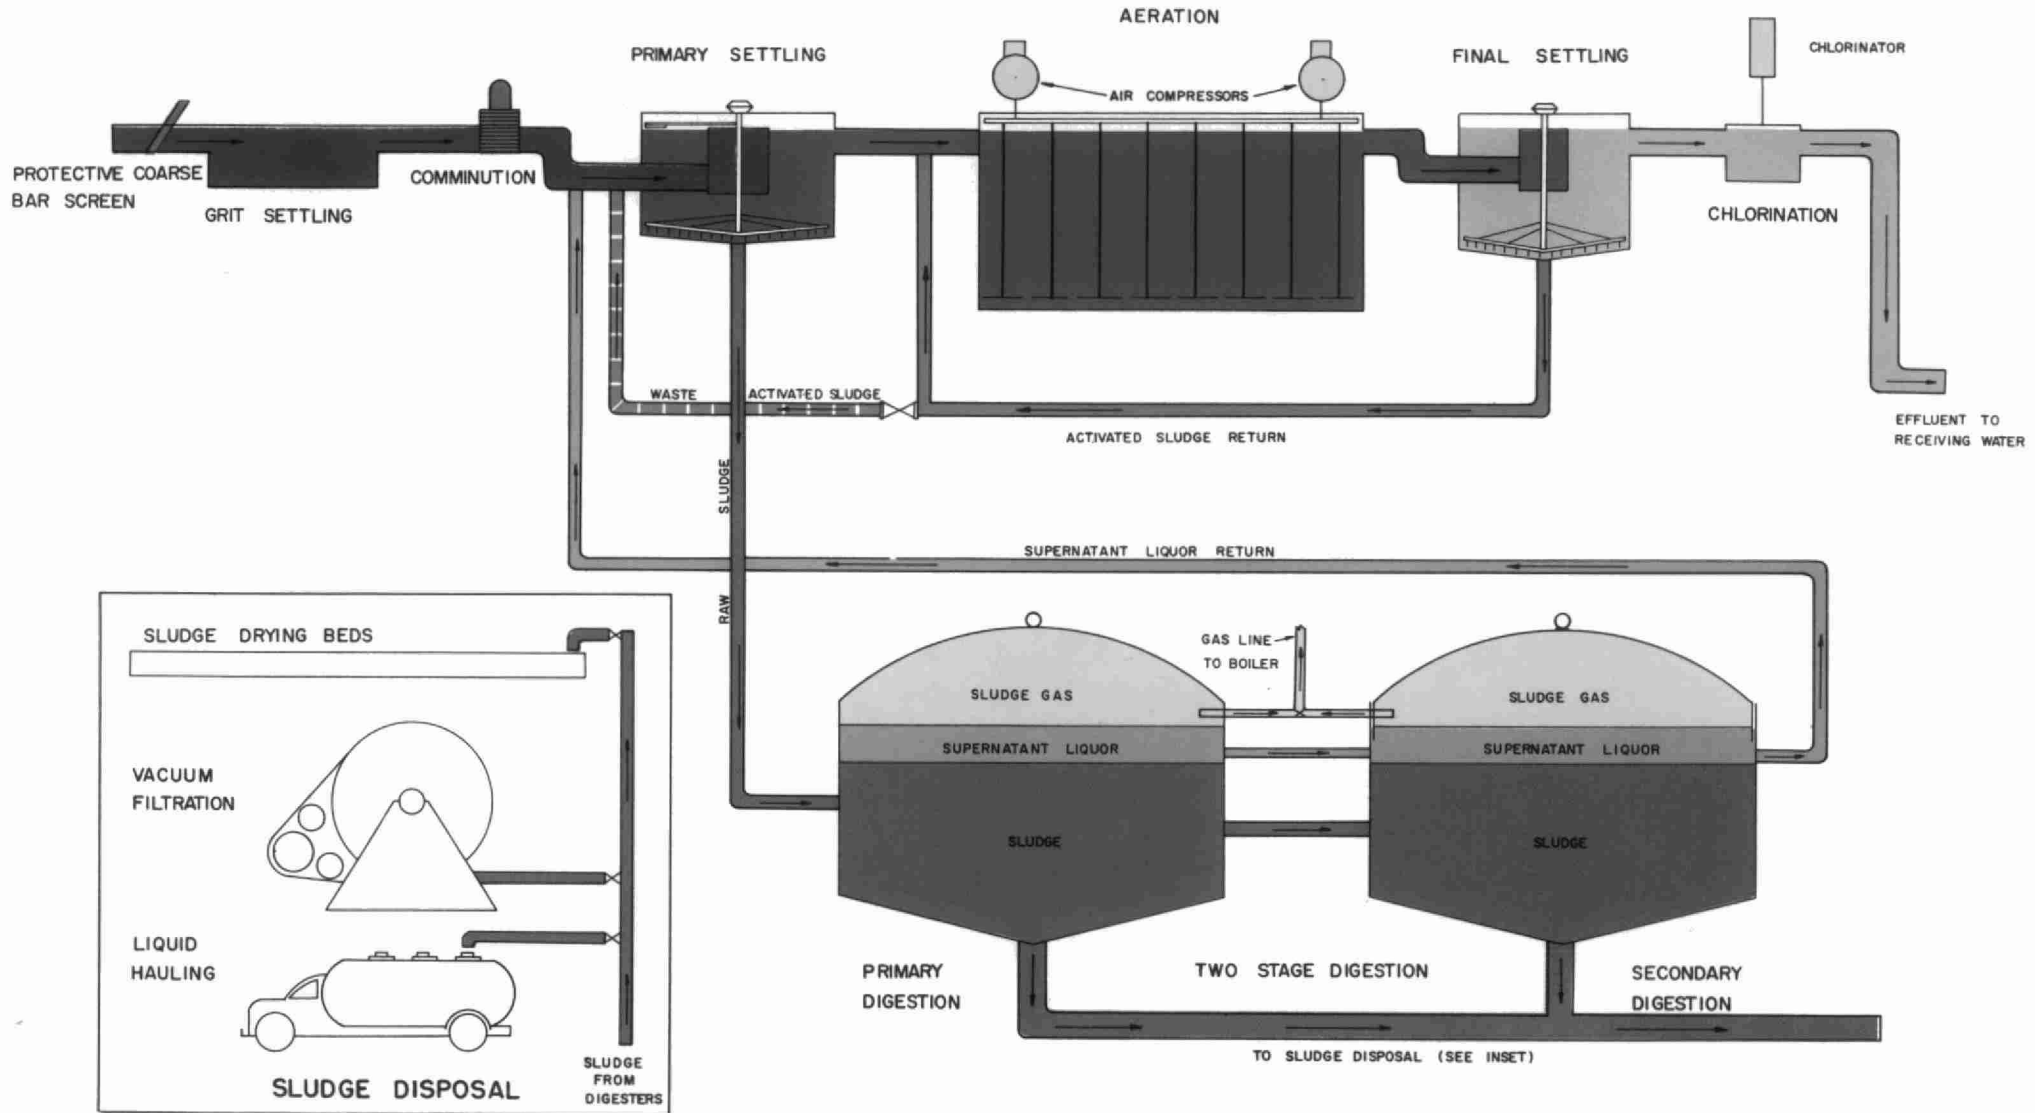 AERATION
PRIMARY SETTLING
FINAL SETTLING
CHLORINATOR
AIR COMPRESSORS
PROTECTIVE COARSE
BAR SCREEN
GRIT SETTLING
COMMINUTION
CHLORINATION
WASTE ACTIVATED SLUDGE
ACTIVATED SLUDGE RETURN
EFFLUENT TO
RECEIVING WATER
RAW SLUDGE
SUPERNATANT LIQUOR RETURN
GAS LINE
TO BOILER
SLUDGE GAS
SLUDGE GAS
SUPERNATANT LIQUOR
SUPERNATANT LIQUOR
SLUDGE
SLUDGE
PRIMARY
DIGESTION
TWO STAGE DIGESTION
SECONDARY
DIGESTION
TO SLUDGE DISPOSAL (SEE INSET)
SLUDGE DRYING BEDS
VACUUM
FILTRATION
LIQUID
HAULING
SLUDGE
FROM
DIGESTERS
SLUDGE DISPOSAL